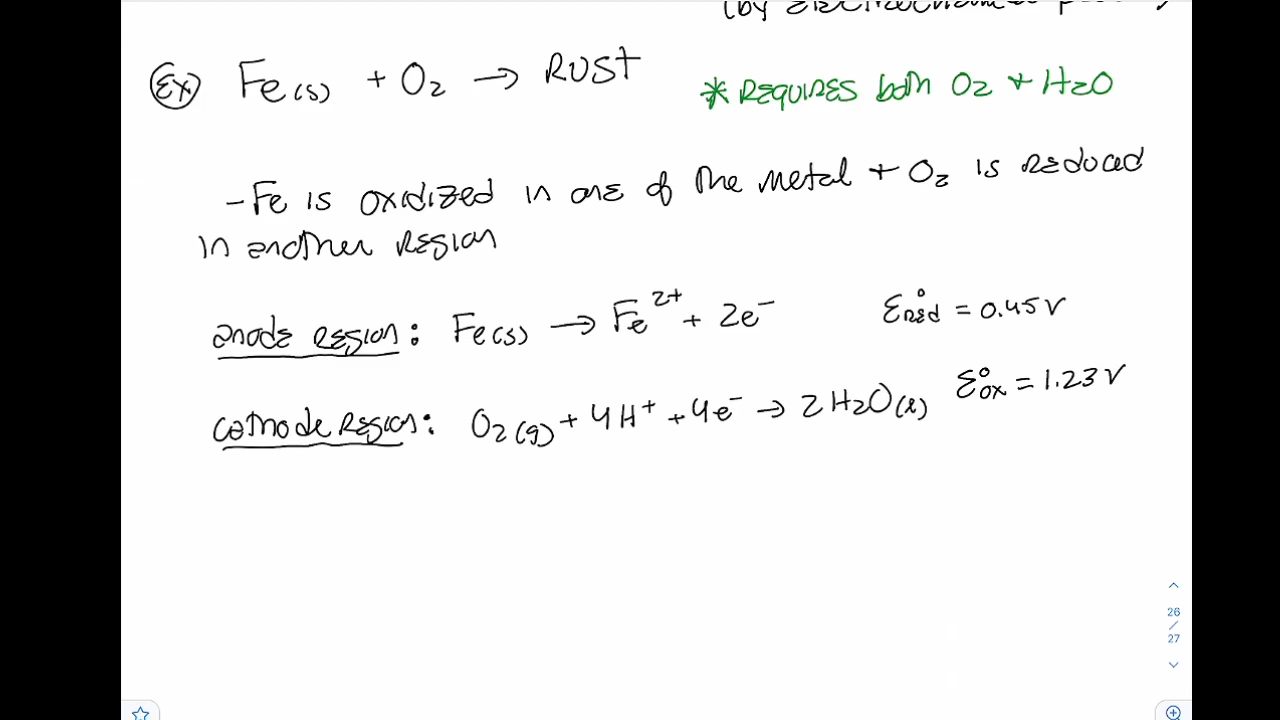 (by
Ex Fe(s) + O₂ → RUST
* REQUIRES both O₂ + H₂O
- Fe is oxidized in one of the metal + O₂ is REDUCED
in another REGION
anode REGION: Fe(s) → Fe²⁺ + 2e⁻ Ɛ°red = 0.45 V
cathode REGION: O₂(g) + 4H⁺ + 4e⁻ → 2H₂O(l) Ɛ°ox = 1.23 V
26
/
27